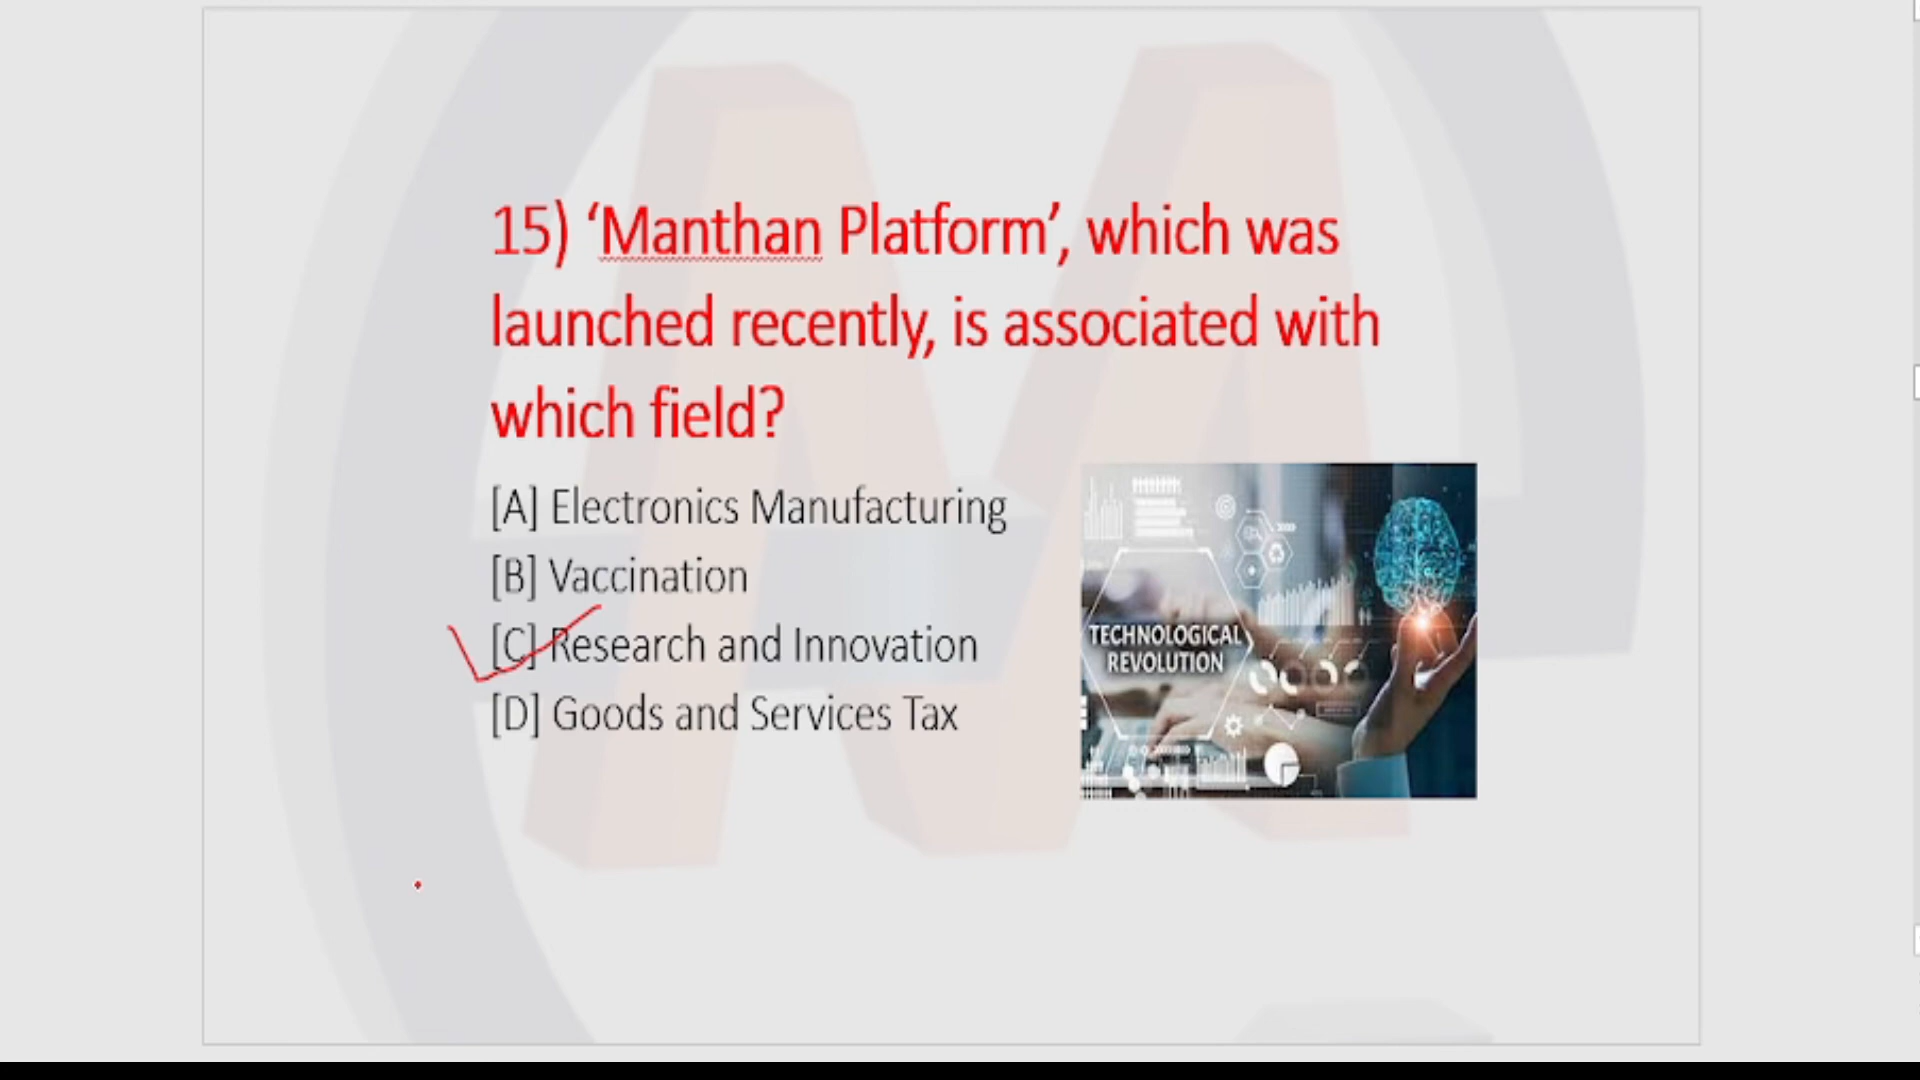 15) ‘Manthan Platform’, which was
launched recently, is associated with
which field?
[A] Electronics Manufacturing
[B] Vaccination
[C] Research and Innovation
[D] Goods and Services Tax
TECHNOLOGICAL
REVOLUTION